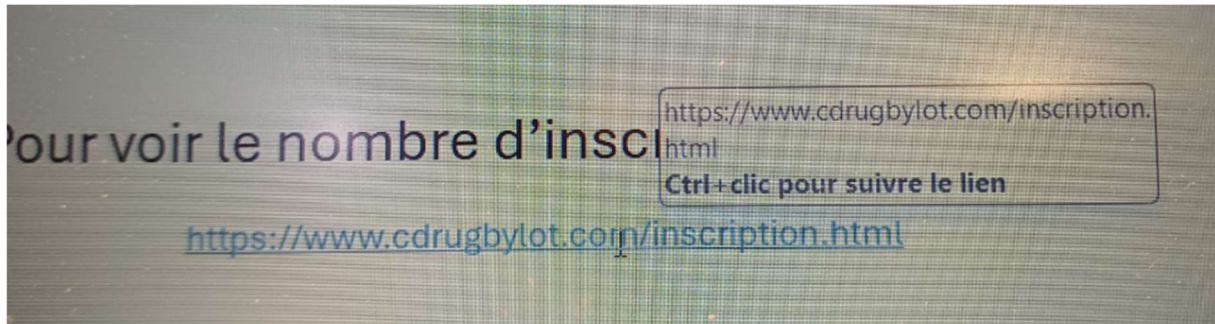 Pour voir le nombre d'insc
https://www.cdrugbylot.com/inscription.
html
Ctrl+clic pour suivre le lien
https://www.cdrugbylot.com/inscription.html